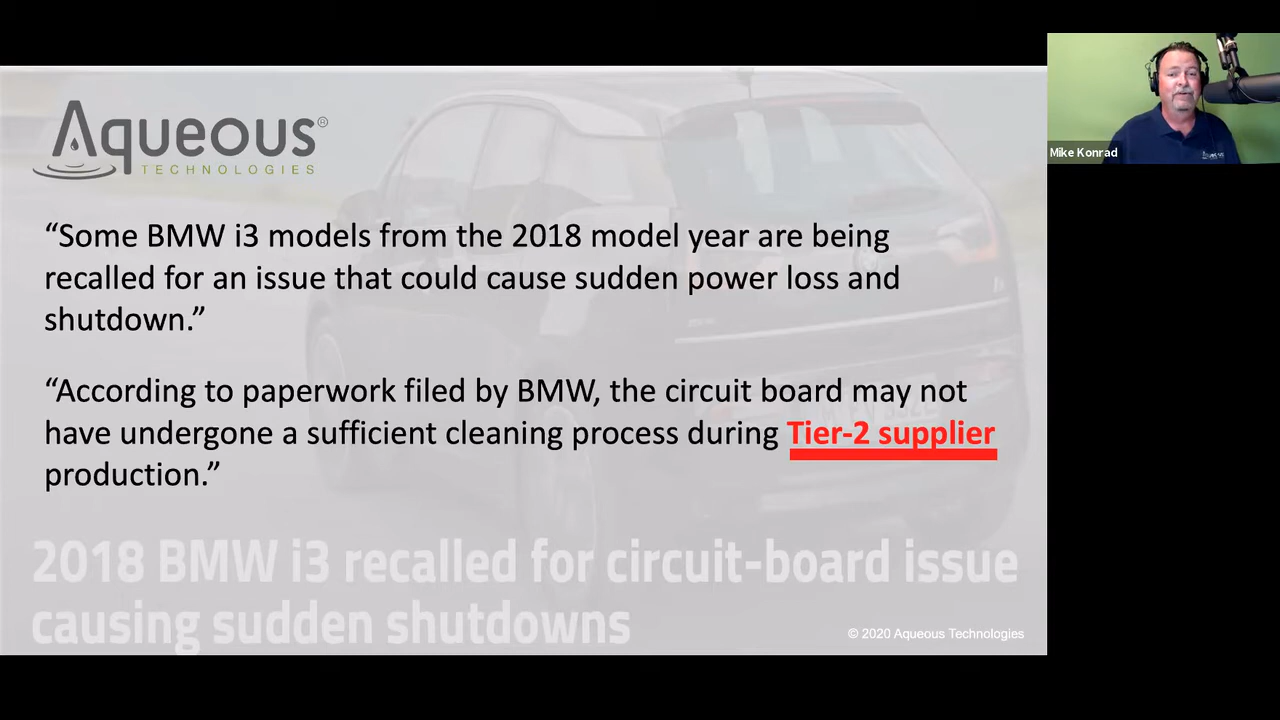 Aqueous®
TECHNOLOGIES
Mike Konrad
“Some BMW i3 models from the 2018 model year are being
recalled for an issue that could cause sudden power loss and
shutdown.”
“According to paperwork filed by BMW, the circuit board may not
have undergone a sufficient cleaning process during Tier-2 supplier
production.”
2018 BMW i3 recalled for circuit-board issue
causing sudden shutdowns
© 2020 Aqueous Technologies